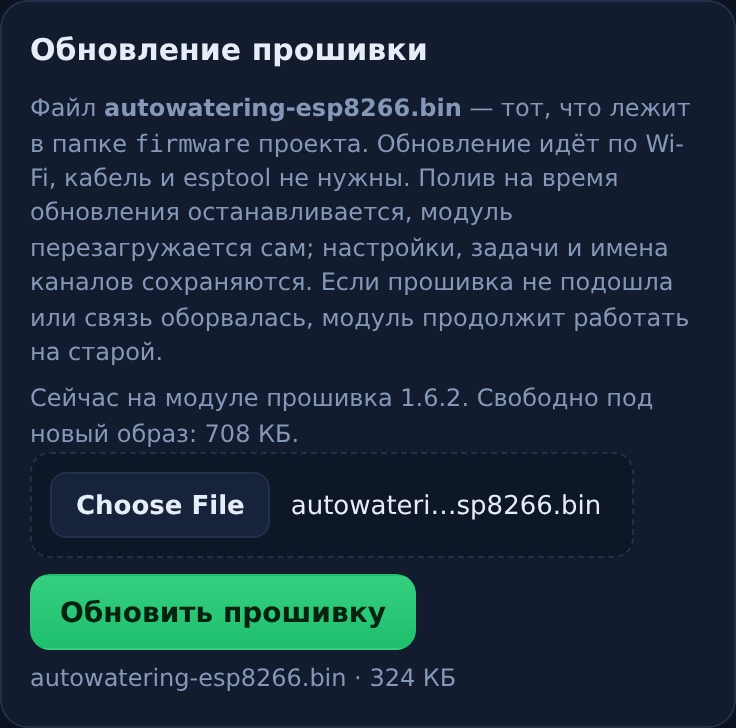 Обновление прошивки
Файл autowatering-esp8266.bin — тот, что лежит
в папке firmware проекта. Обновление идёт по Wi-
Fi, кабель и esptool не нужны. Полив на время
обновления останавливается, модуль
перезагружается сам; настройки, задачи и имена
каналов сохраняются. Если прошивка не подошла
или связь оборвалась, модуль продолжит работать
на старой.
Сейчас на модуле прошивка 1.6.2. Свободно под
новый образ: 708 КБ.
Choose File autowateri…sp8266.bin
Обновить прошивку
autowatering-esp8266.bin · 324 КБ